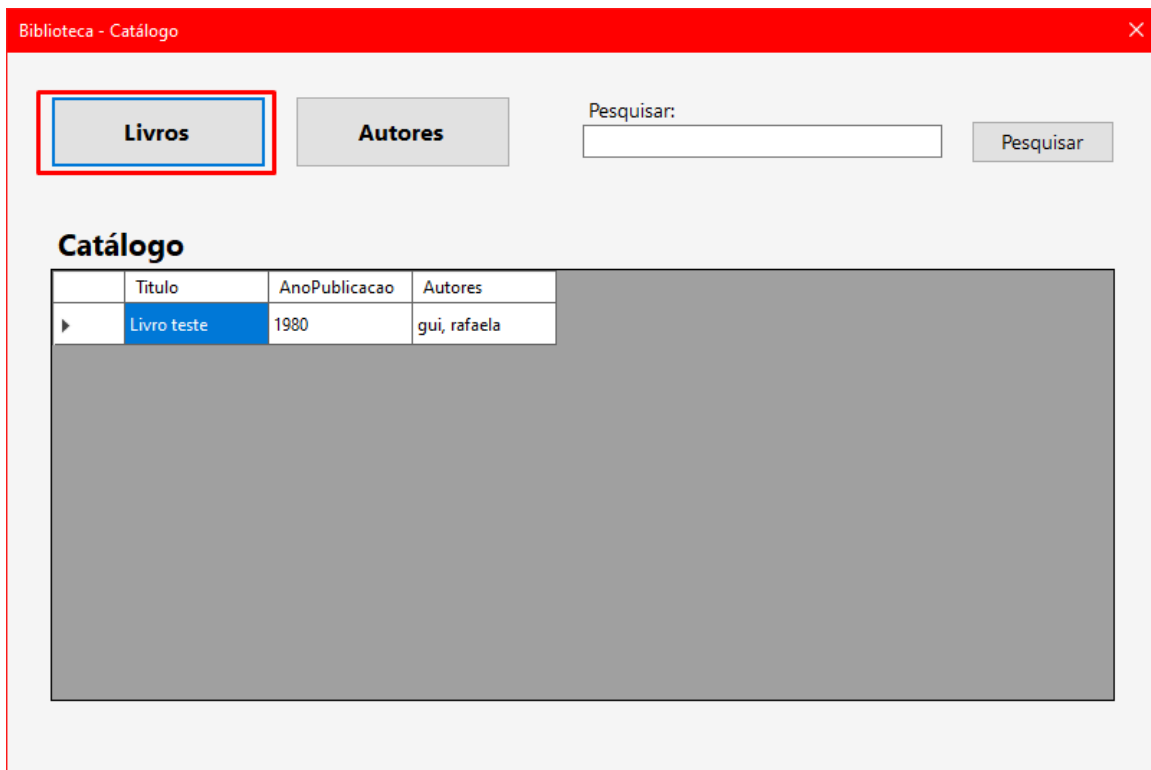 Biblioteca - Catálogo
Livros
Autores
Pesquisar:
Pesquisar
Catálogo
Titulo AnoPublicacao Autores
Livro teste 1980 gui, rafaela